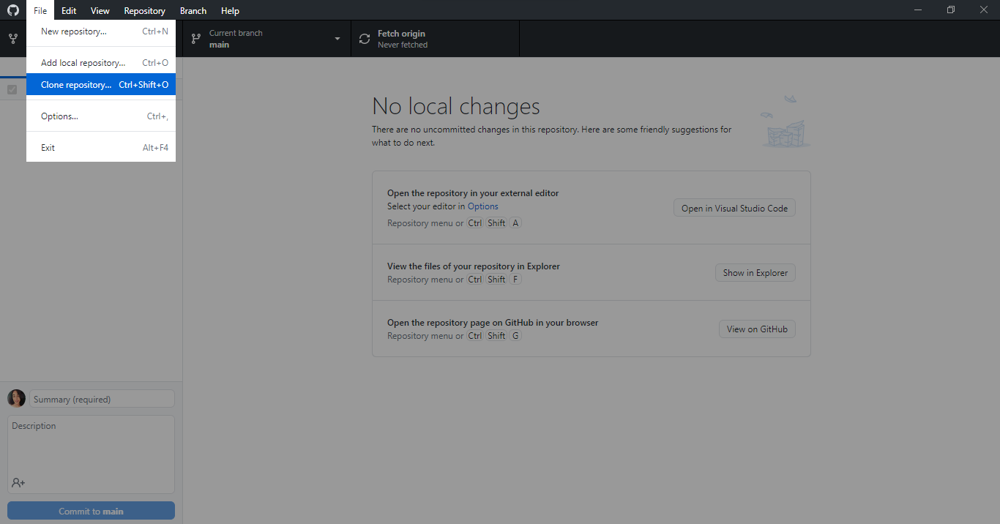 File Edit View Repository Branch Help
New repository... Ctrl+N
Add local repository... Ctrl+O
Clone repository... Ctrl+Shift+O
Options... Ctrl+,
Exit Alt+F4
Current branch
main
Fetch origin
Never fetched
No local changes
There are no uncommitted changes in this repository. Here are some friendly suggestions for
what to do next.
Open the repository in your external editor
Select your editor in Options
Repository menu or Ctrl Shift A
Open in Visual Studio Code
View the files of your repository in Explorer
Repository menu or Ctrl Shift F
Show in Explorer
Open the repository page on GitHub in your browser
Repository menu or Ctrl Shift G
View on GitHub
Summary (required)
Description
Commit to main